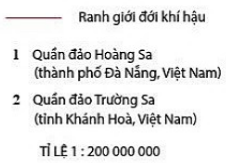 Ranh giới đới khí hậu
1 Quần đảo Hoàng Sa
(thành phố Đà Nẵng, Việt Nam)
2 Quần đảo Trường Sa
(tỉnh Khánh Hoà, Việt Nam)
TỈ LỆ 1 : 200 000 000